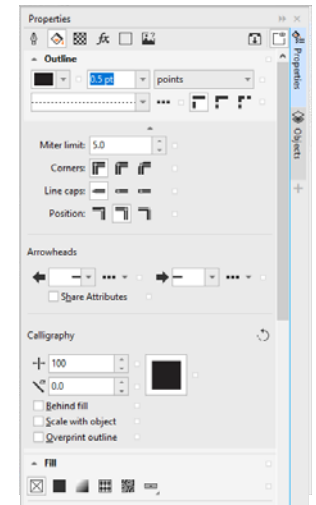 Properties
fx
Outline
0.5 pt
points
Miter limit: 5.0
Corners:
Line caps:
Position:
Arrowheads
Share Attributes
Calligraphy
100
0.0
Behind fill
Scale with object
Overprint outline
Fill
Properties
Objects